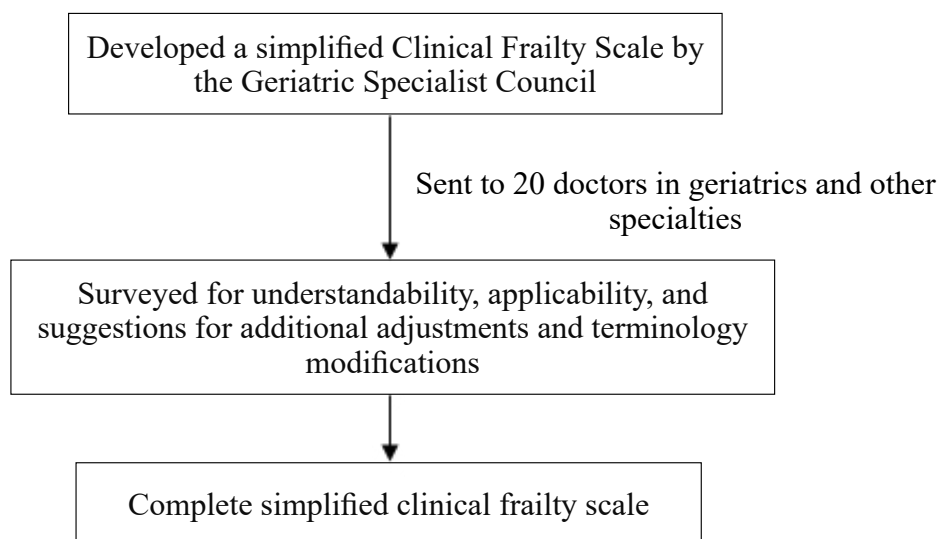 Developed a simplified Clinical Frailty Scale by
the Geriatric Specialist Council
Sent to 20 doctors in geriatrics and other
specialties
Surveyed for understandability, applicability, and
suggestions for additional adjustments and terminology
modifications
Complete simplified clinical frailty scale